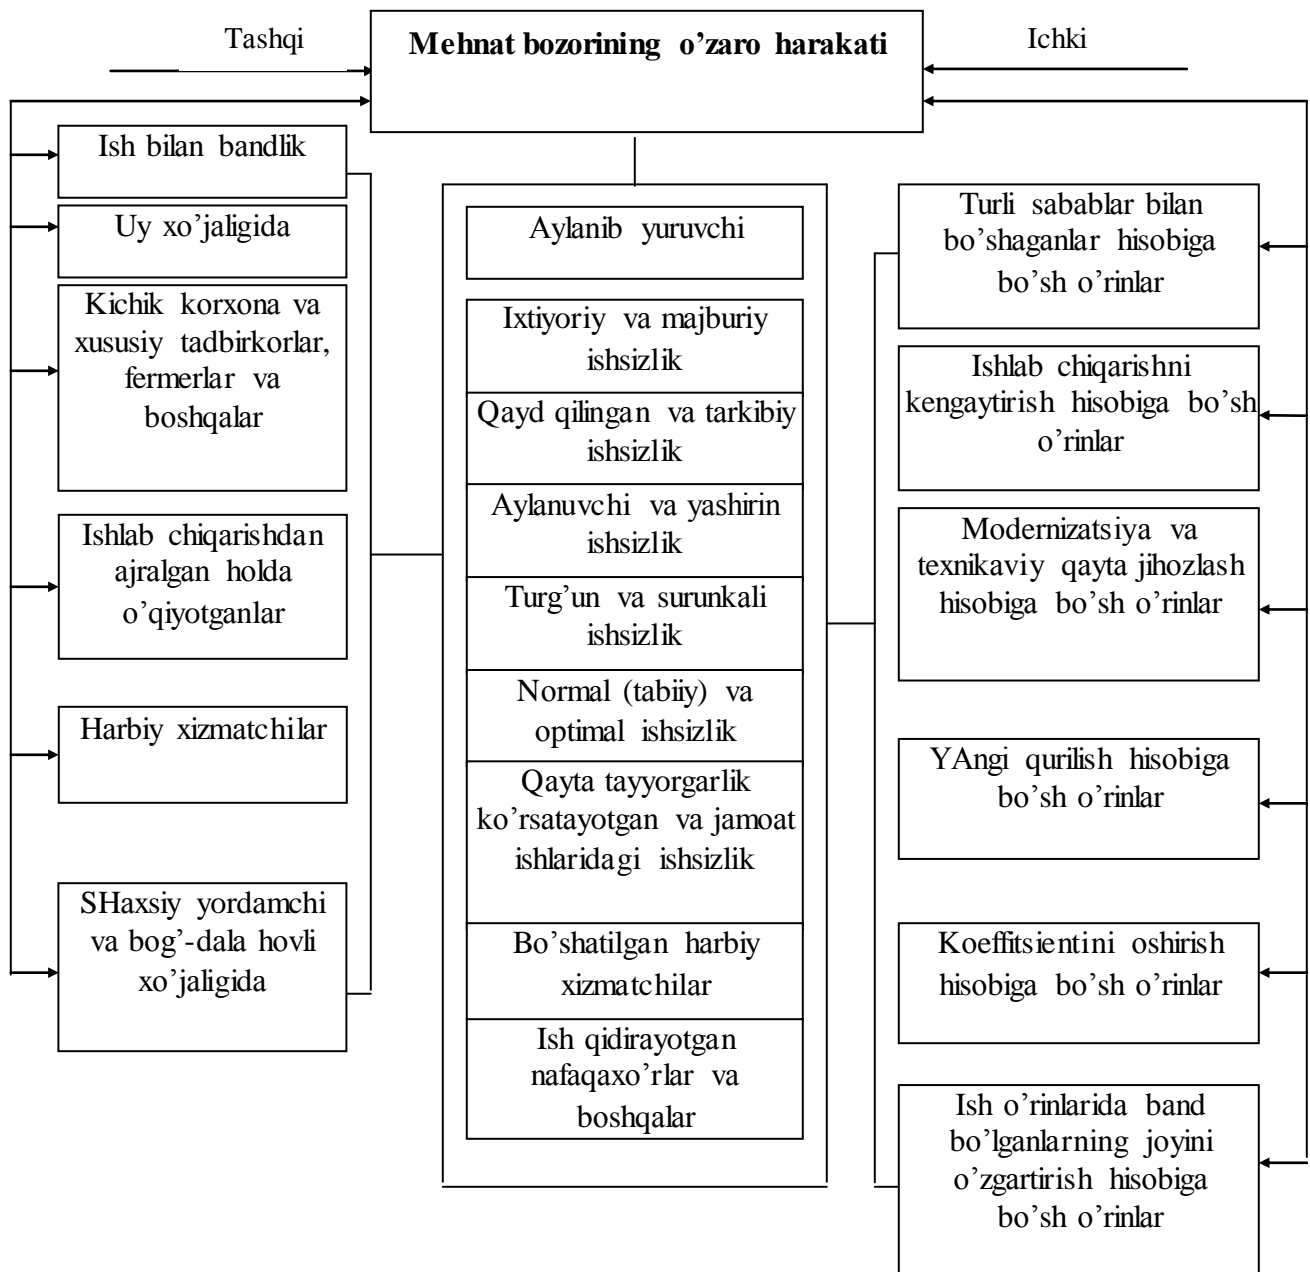 Tashqi
Mehnat bozorining o’zaro harakati
Ichki
Ish bilan bandlik
Uy xo’jaligida
Kichik korxona va
xususiy tadbirkorlar,
fermerlar va
boshqalar
Ishlab chiqarishdan
ajralgan holda
o’qiyotganlar
Harbiy xizmatchilar
SHaxsiy yordamchi
va bog’-dala hovli
xo’jaligida
Aylanib yuruvchi
Ixtiyoriy va majburiy
ishsizlik
Qayd qilingan va tarkibiy
ishsizlik
Aylanuvchi va yashirin
ishsizlik
Turg’un va surunkali
ishsizlik
Normal (tabiiy) va
optimal ishsizlik
Qayta tayyorgarlik
ko’rsatayotgan va jamoat
ishlaridagi ishsizlik
Bo’shatilgan harbiy
xizmatchilar
Ish qidirayotgan
nafaqaxo’rlar va
boshqalar
Turli sabablar bilan
bo’shaganlar hisobiga
bo’sh o’rinlar
Ishlab chiqarishni
kengaytirish hisobiga bo’sh
o’rinlar
Modernizatsiya va
texnikaviy qayta jihozlash
hisobiga bo’sh o’rinlar
YAngi qurilish hisobiga
bo’sh o’rinlar
Koeffitsientini oshirish
hisobiga bo’sh o’rinlar
Ish o’rinlarida band
bo’lganlarning joyini
o’zgartirish hisobiga
bo’sh o’rinlar